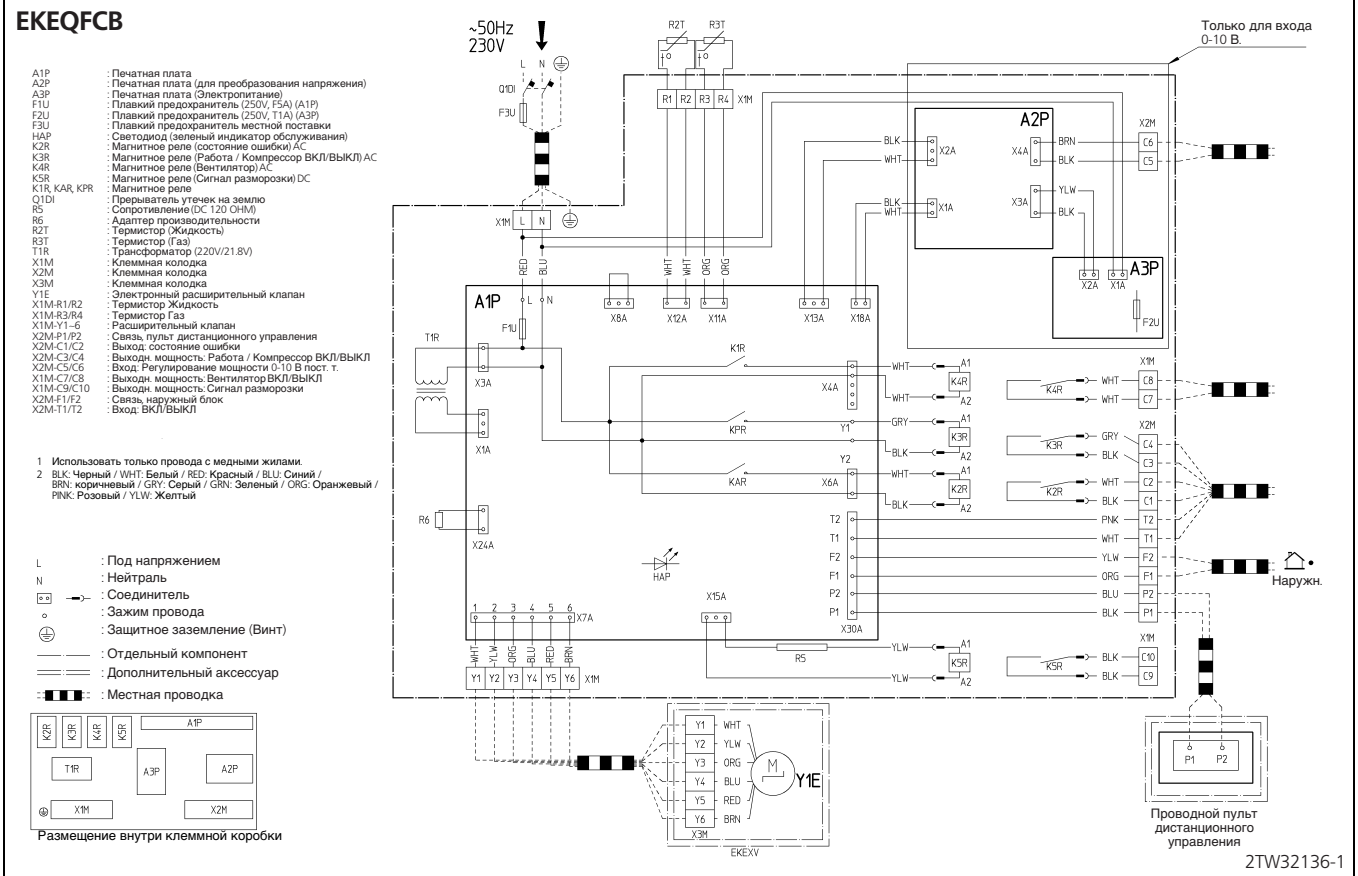 EKEQFCB
A1P : Печатная плата
A2P : Печатная плата (для преобразования напряжения)
A3P : Печатная плата (Электропитание)
F1U : Плавкий предохранитель (250V, F5A) (A1P)
F2U : Плавкий предохранитель (250V, T1A) (A3P)
F3U : Плавкий предохранитель местной поставки
HAP : Светодиод (зеленый индикатор обслуживания)
K2R : Магнитное реле (состояние ошибки) AC
K3R : Магнитное реле (Работа / Компрессор ВКЛ/ВЫКЛ) AC
K4R : Магнитное реле (Вентилятор) AC
K5R : Магнитное реле (Сигнал разморозки) DC
K1R, KAR, KPR : Магнитное реле
Q1DI : Прерыватель утечек на землю
R5 : Сопротивление (DC 120 OHM)
R6 : Адаптер производительности
R2T : Термистор (Жидкость)
R3T : Термистор (Газ)
T1R : Трансформатор (220V/21.8V)
X1M : Клеммная колодка
X2M : Клеммная колодка
X3M : Клеммная колодка
Y1E : Электронный расширительный клапан
X1M-R1/R2 : Термистор Жидкость
X1M-R3/R4 : Термистор Газ
X1M-Y1~6 : Расширительный клапан
X2M-P1/P2 : Связь, пульт дистанционного управления
X2M-C1/C2 : Выход: состояние ошибки
X2M-C3/C4 : Выходн. мощность: Работа / Компрессор ВКЛ/ВЫКЛ
X2M-C5/C6 : Вход: Регулирование мощности 0-10 В пост. т.
X1M-C7/C8 : Выходн. мощность: Вентилятор ВКЛ/ВЫКЛ
X1M-C9/C10 : Выходн. мощность: Сигнал разморозки
X2M-F1/F2 : Связь, наружный блок
X2M-T1/T2 : Вход: ВКЛ/ВЫКЛ
1 Использовать только провода с медными жилами.
2 BLK: Черный / WHT: Белый / RED: Красный / BLU: Синий /
BRN: коричневый / GRY: Серый / GRN: Зеленый / ORG: Оранжевый /
PINK: Розовый / YLW: Желтый
L : Под напряжением
N : Нейтраль
: Соединитель
: Зажим провода
: Защитное заземление (Винт)
: Отдельный компонент
: Дополнительный аксессуар
: Местная проводка
K2R K3R K4R K5R A1P
T1R A3P A2P
X1M X2M
Размещение внутри клеммной коробки
~50Hz
230V
L N
Q1DI
F3U
X1M L N
RED BLU
R2T R3T
R1 R2 R3 R4 X1M
WHT WHT ORG ORG
Только для входа
0-10 В.
A2P
BLK
WHT
X2A
BLK
WHT
X1A
X4A
BRN
BLK
X3A
YLW
BLK
X2M
C6
C5
A3P
X2A X1A
F2U
A1P
L N
F1U
X8A X12A X11A X13A X18A
T1R
X3A
X1A
R6
X24A
K1R
KPR
KAR
HAP
X4A
Y1
Y2
X6A
T2
T1
F2
F1
P2
P1
X30A
X15A
R5
1 2 3 4 5 6 X7A
WHT YLW ORG BLU RED BRN
Y1 Y2 Y3 Y4 Y5 Y6 X1M
WHT A1
K4R
WHT A2
GRY A1
K3R
BLK A2
WHT A1
K2R
BLK A2
YLW A1
K5R
YLW A2
X1M
K4R WHT C8
WHT C7
X2M
K3R GRY C4
BLK C3
K2R WHT C2
BLK C1
PNK T2
WHT T1
YLW F2
ORG F1
BLU P2
BLK P1
Наружн.
X1M
K5R BLK C10
BLK C9
Y1 WHT
Y2 YLW
Y3 ORG
Y4 BLU
Y5 RED
Y6 BRN
X3M
M
Y1E
EKEXV
P1 P2
Проводной пульт
дистанционного
управления
2TW32136-1